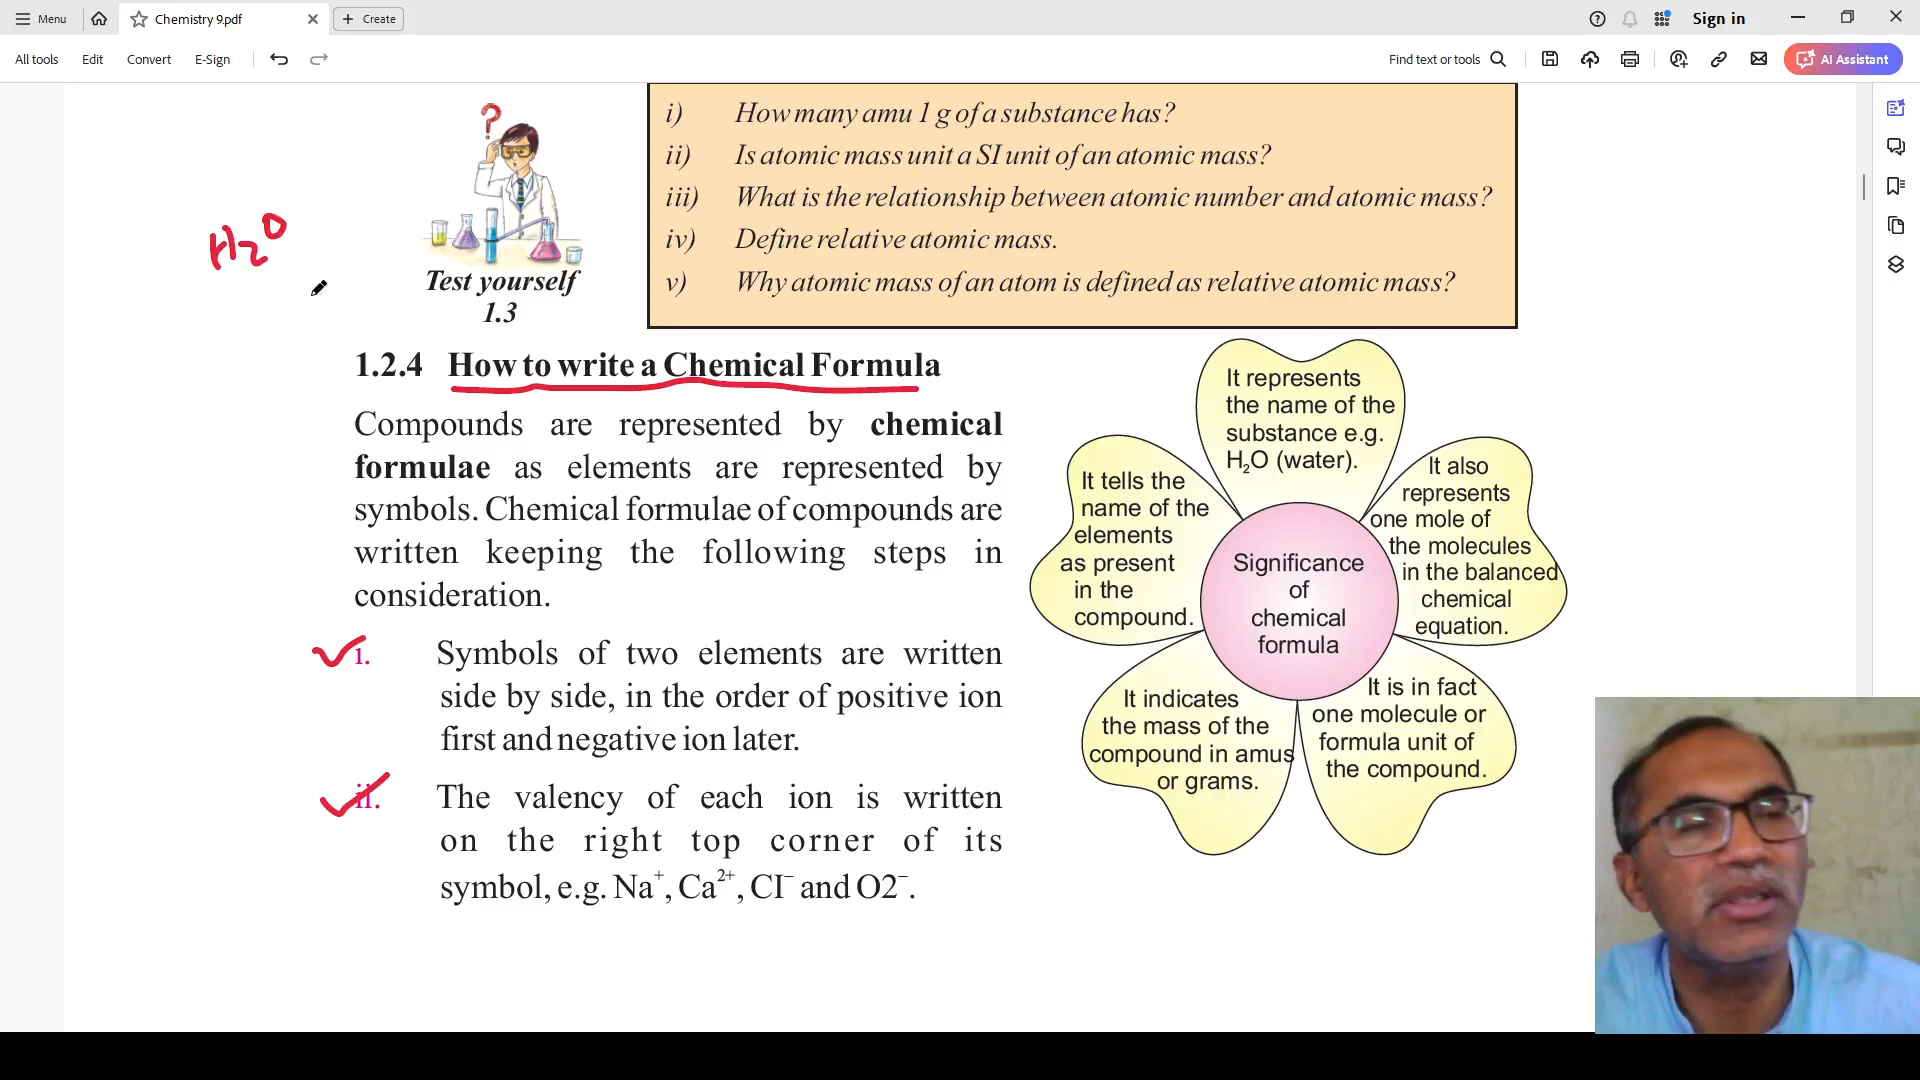 Menu
Chemistry 9.pdf
Create
Sign in
All tools
Edit
Convert
E-Sign
Find text or tools
AI Assistant
i) How many amu 1 g of a substance has?
ii) Is atomic mass unit a SI unit of an atomic mass?
iii) What is the relationship between atomic number and atomic mass?
iv) Define relative atomic mass.
v) Why atomic mass of an atom is defined as relative atomic mass?
?
H2O
Test yourself
1.3
1.2.4 How to write a Chemical Formula
Compounds are represented by chemical
formulae as elements are represented by
symbols. Chemical formulae of compounds are
written keeping the following steps in
consideration.
i. Symbols of two elements are written
side by side, in the order of positive ion
first and negative ion later.
ii. The valency of each ion is written
on the right top corner of its
symbol, e.g. Na⁺, Ca²⁺, CI⁻ and O2⁻.
It represents
the name of the
substance e.g.
H₂O (water).
It tells the
name of the
elements
as present
in the
compound.
It also
represents
one mole of
the molecules
in the balanced
chemical
equation.
Significance
of
chemical
formula
It indicates
the mass of the
compound in amus
or grams.
It is in fact
one molecule or
formula unit of
the compound.